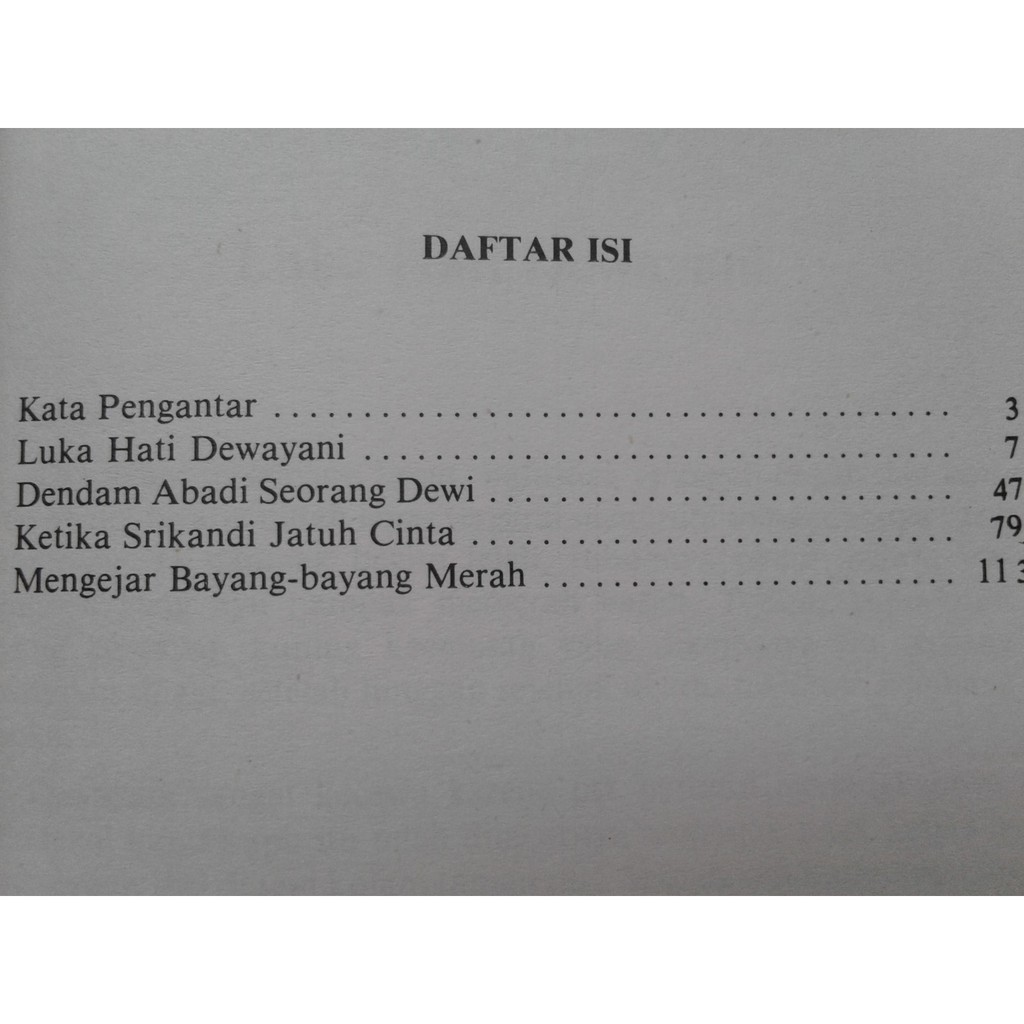 DAFTAR ISI
Kata Pengantar ........................................ 3
Luka Hati Dewayani ................................... 7
Dendam Abadi Seorang Dewi ........................... 47
Ketika Srikandi Jatuh Cinta ............................ 79
Mengejar Bayang-bayang Merah ......................... 113